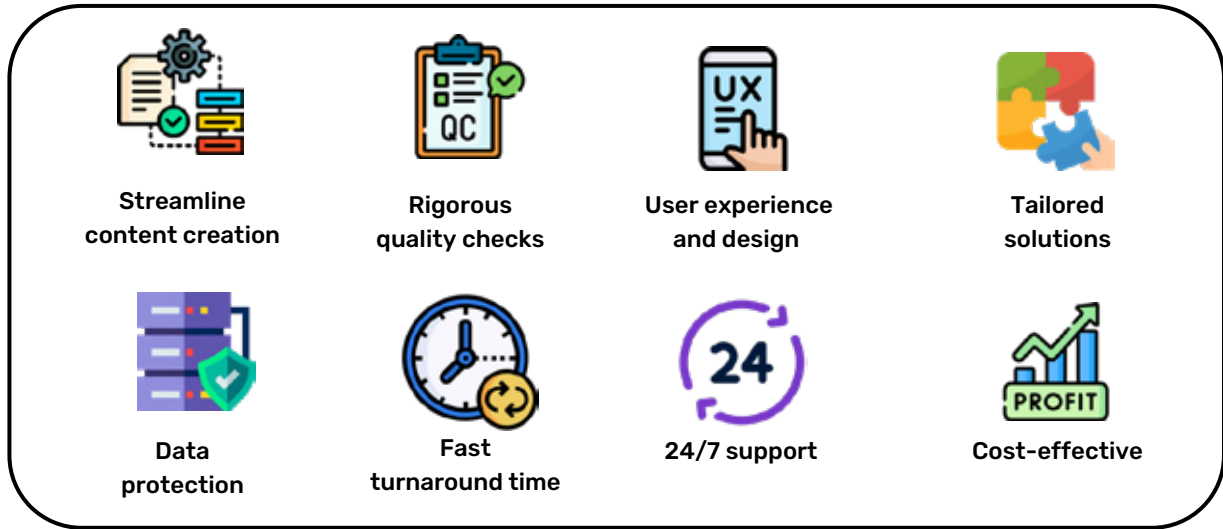 QC
UX
Streamline
content creation
Rigorous
quality checks
User experience
and design
Tailored
solutions
24
PROFIT
Data
protection
Fast
turnaround time
24/7 support
Cost-effective